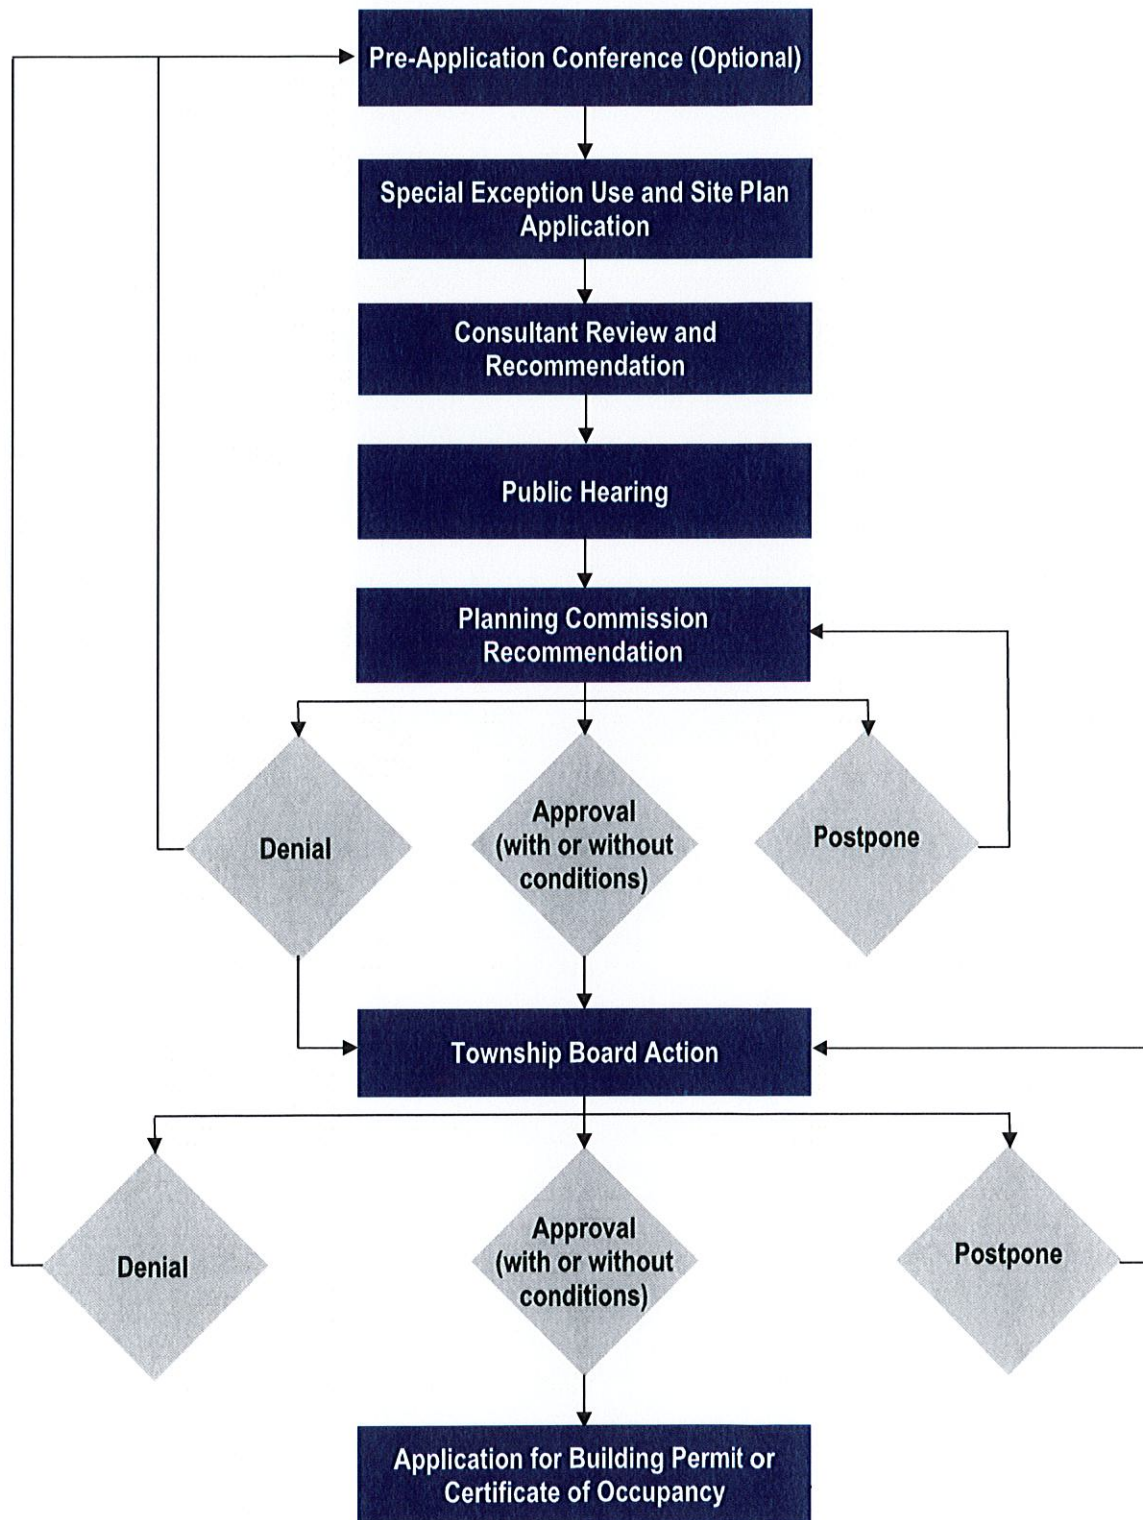 Pre-Application Conference (Optional)
Special Exception Use and Site Plan
Application
Consultant Review and
Recommendation
Public Hearing
Planning Commission
Recommendation
Denial
Approval
(with or without
conditions)
Postpone
Township Board Action
Denial
Approval
(with or without
conditions)
Postpone
Application for Building Permit or
Certificate of Occupancy